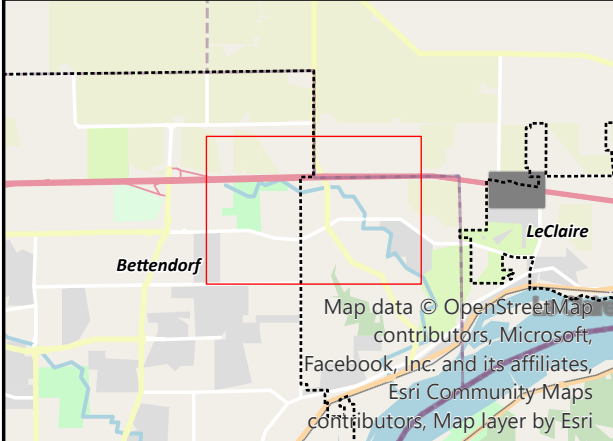 LeClaire
Bettendorf
Map data © OpenStreetMap
contributors, Microsoft,
Facebook, Inc. and its affiliates,
Esri Community Maps
contributors, Map layer by Esri